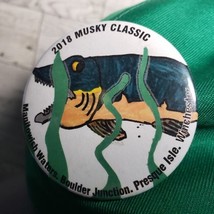 2018 MUSKY CLASSIC
Manitowish Waters. Boulder Junction. Presque Isle. Winchester